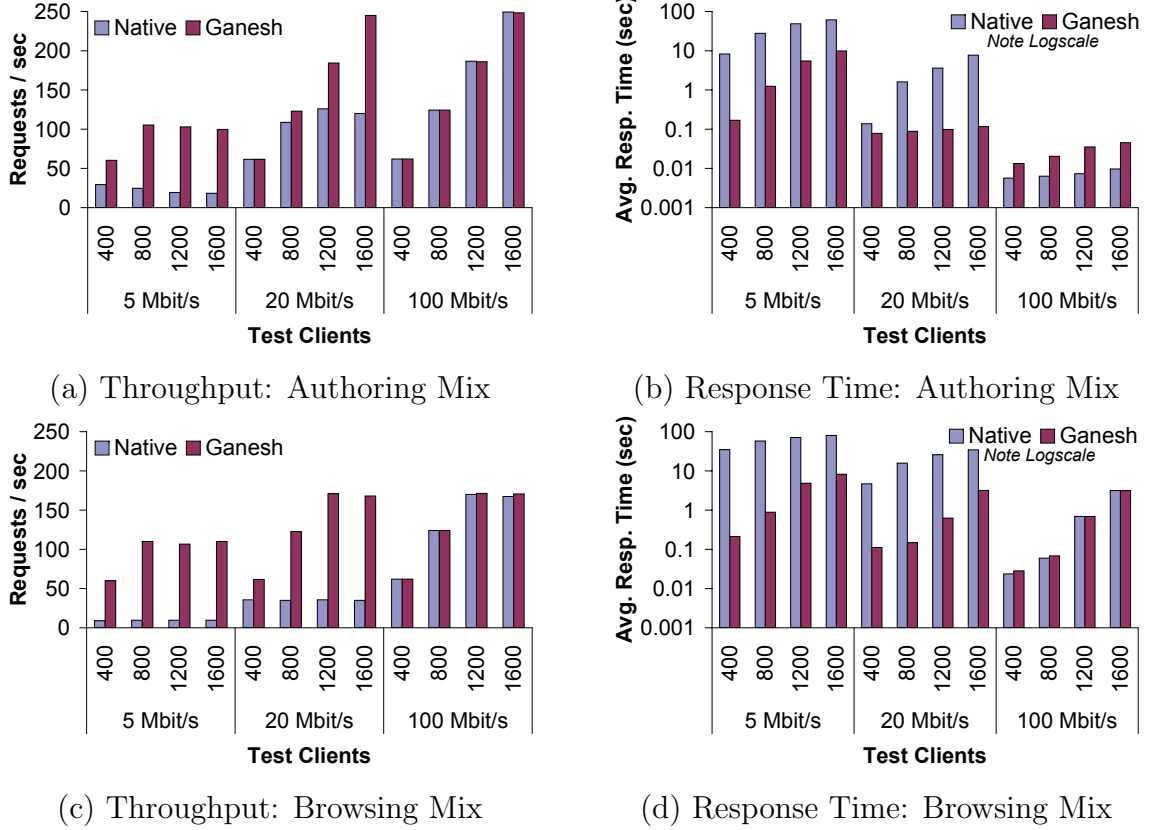 Requests / sec
250
200
150
100
50
0
Native Ganesh
400 800 1200 1600 400 800 1200 1600 400 800 1200 1600
5 Mbit/s 20 Mbit/s 100 Mbit/s
Test Clients
(a) Throughput: Authoring Mix
Avg. Resp. Time (sec)
100
10
1
0.1
0.01
0.001
Native Ganesh
Note Logscale
400 800 1200 1600 400 800 1200 1600 400 800 1200 1600
5 Mbit/s 20 Mbit/s 100 Mbit/s
Test Clients
(b) Response Time: Authoring Mix
Requests / sec
250
200
150
100
50
0
Native Ganesh
400 800 1200 1600 400 800 1200 1600 400 800 1200 1600
5 Mbit/s 20 Mbit/s 100 Mbit/s
Test Clients
(c) Throughput: Browsing Mix
Avg. Resp. Time (sec)
100
10
1
0.1
0.01
0.001
Native Ganesh
Note Logscale
400 800 1200 1600 400 800 1200 1600 400 800 1200 1600
5 Mbit/s 20 Mbit/s 100 Mbit/s
Test Clients
(d) Response Time: Browsing Mix